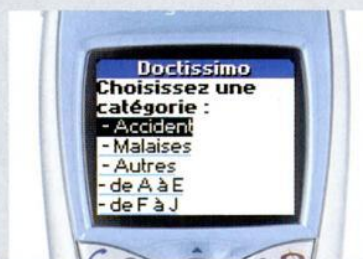 Doctissimo
Choisissez une
catégorie :
- Accident
- Malaises
- Autres
- de A à E
- de F à J